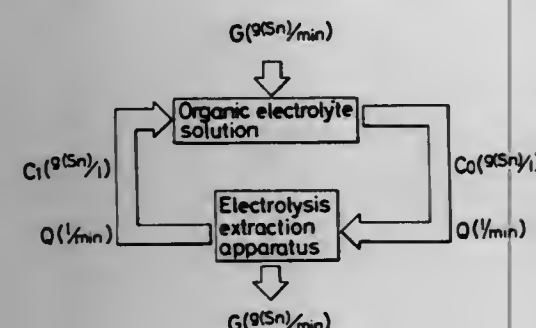 G(g(Sn)/min)
Organic electrolyte
solution
C1(g(Sn)/l)
C0(g(Sn)/l)
Electrolysis
extraction
apparatus
Q(l/min)
Q(l/min)
G(g(Sn)/min)